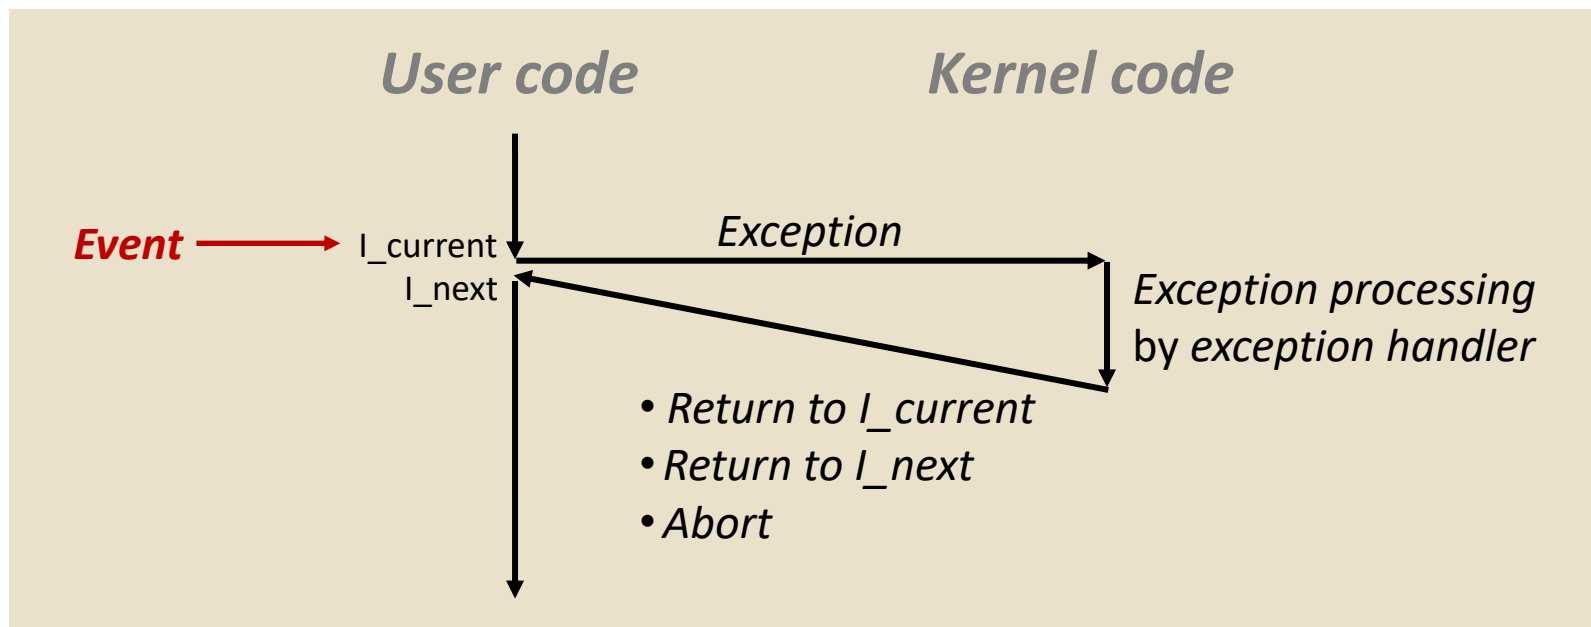 User code
Kernel code
Event
I_current
I_next
Exception
Exception processing
by exception handler
• Return to I_current
• Return to I_next
• Abort